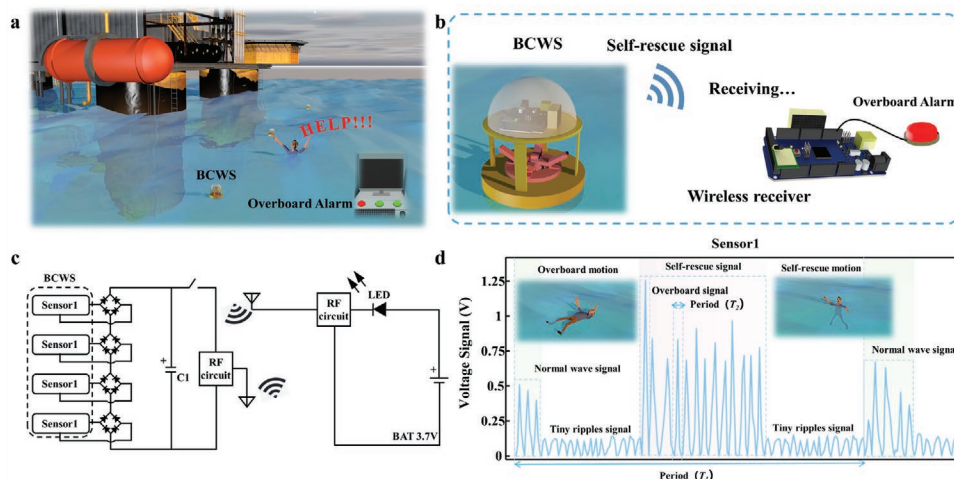 a
HELP!!!
BCWS
Overboard Alarm
b
BCWS
Self-rescue signal
Receiving...
Overboard Alarm
Wireless receiver
c
BCWS
Sensor1
Sensor1
Sensor1
Sensor1
+
C1
RF
circuit
RF
circuit
LED
+
BAT 3.7V
d
Sensor1
Voltage Signal (V)
1.25
1
0.75
0.5
0.25
0
Overboard motion
Self-rescue signal
Self-rescue motion
Overboard signal
Period (T₂)
Normal wave signal
Normal wave signal
Tiny ripples signal
Tiny ripples signal
Period (T₁)